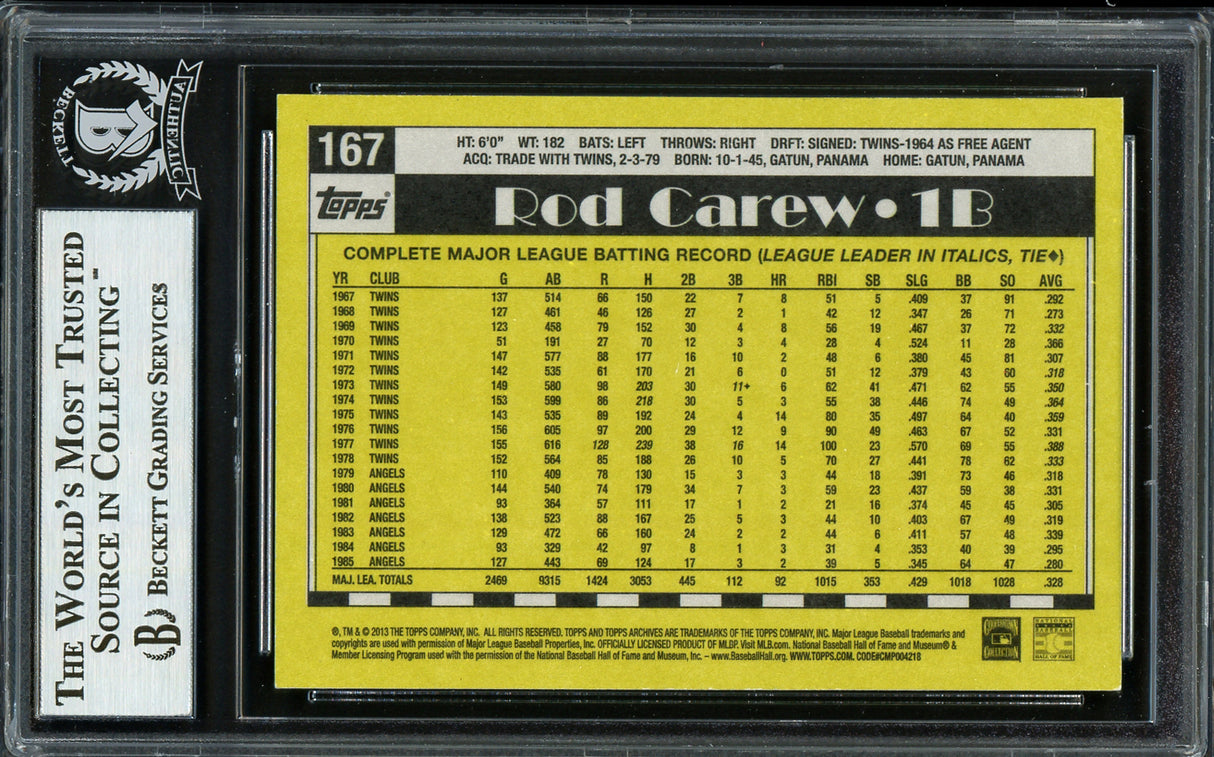 BECKETT
B
AUTHENTIC
THE WORLD'S MOST TRUSTED
SOURCE IN COLLECTING™
B BECKETT GRADING SERVICES
167
HT: 6'0" WT: 182 BATS: LEFT THROWS: RIGHT DRFT: SIGNED: TWINS-1964 AS FREE AGENT
ACQ: TRADE WITH TWINS, 2-3-79 BORN: 10-1-45, GATUN, PANAMA HOME: GATUN, PANAMA
Topps®
Rod Carew • 1B
COMPLETE MAJOR LEAGUE BATTING RECORD (LEAGUE LEADER IN ITALICS, TIE◆)
YR CLUB G AB R H 2B 3B HR RBI SB SLG BB SO AVG
1967 TWINS 137 514 66 150 22 7 8 51 5 .409 37 91 .292
1968 TWINS 127 461 46 126 27 2 1 42 12 .347 26 71 .273
1969 TWINS 123 458 79 152 30 4 8 56 19 .467 37 72 .332
1970 TWINS 51 191 27 70 12 3 4 28 4 .524 11 28 .366
1971 TWINS 147 577 88 177 16 10 2 48 6 .380 45 81 .307
1972 TWINS 142 535 61 170 21 6 0 51 12 .379 43 60 .318
1973 TWINS 149 580 98 203 30 11◆ 6 62 41 .471 62 55 .350
1974 TWINS 153 599 86 218 30 5 3 55 38 .446 74 49 .364
1975 TWINS 143 535 89 192 24 4 14 80 35 .497 64 40 .359
1976 TWINS 156 605 97 200 29 12 9 90 49 .463 67 52 .331
1977 TWINS 155 616 128 239 38 16 14 100 23 .570 69 55 .388
1978 TWINS 152 564 85 188 26 10 5 70 27 .441 78 62 .333
1979 ANGELS 110 409 78 130 15 3 3 44 18 .391 73 46 .318
1980 ANGELS 144 540 74 179 34 7 3 59 23 .437 59 38 .331
1981 ANGELS 93 364 57 111 17 1 2 21 16 .374 45 45 .305
1982 ANGELS 138 523 88 167 25 5 3 44 10 .403 67 49 .319
1983 ANGELS 129 472 66 160 24 2 2 44 6 .411 57 48 .339
1984 ANGELS 93 329 42 97 8 1 3 31 4 .353 40 39 .295
1985 ANGELS 127 443 69 124 17 3 2 39 5 .345 64 47 .280
MAJ. LEA. TOTALS 2469 9315 1424 3053 445 112 92 1015 353 .429 1018 1028 .328
®, TM & © 2013 THE TOPPS COMPANY, INC. ALL RIGHTS RESERVED. TOPPS AND TOPPS ARCHIVES ARE TRADEMARKS OF THE TOPPS COMPANY, INC. Major League Baseball trademarks and
copyrights are used with permission of Major League Baseball Properties, Inc. OFFICIALLY LICENSED PRODUCT OF MLBP. Visit MLB.com. National Baseball Hall of Fame and Museum® &
Member Licensing Program used with the permission of the National Baseball Hall of Fame and Museum, Inc. – www.BaseballHall.org. WWW.TOPPS.COM. CODE#CMP004218
COOPERSTOWN
COLLECTION
NATIONAL
BASEBALL
HALL OF FAME